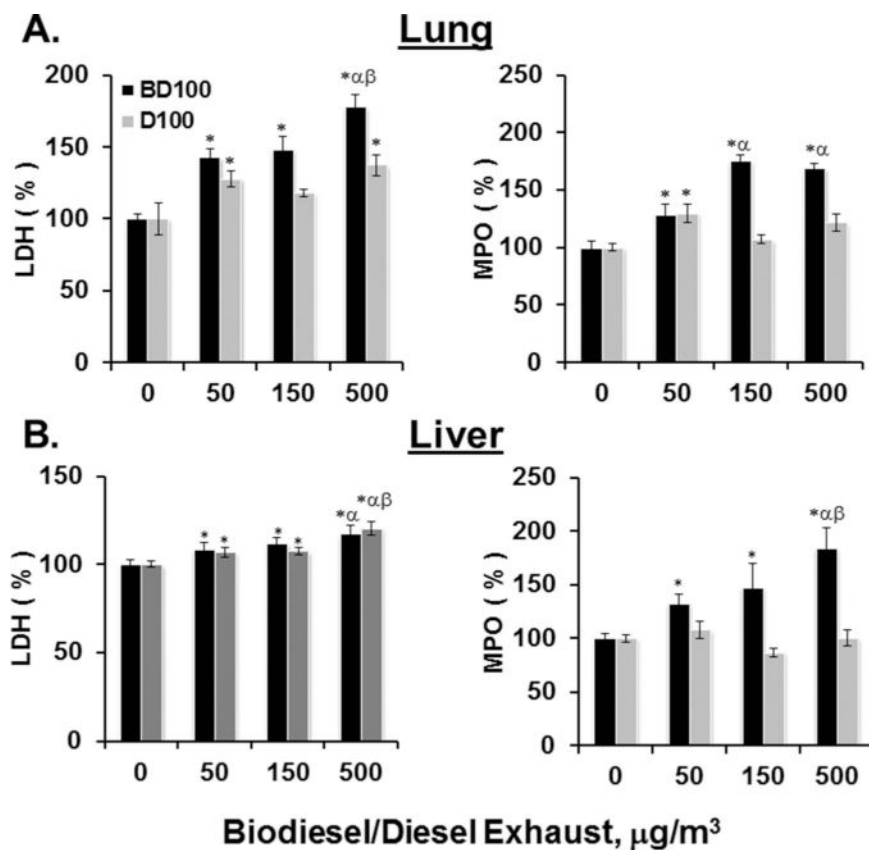 A.
Lung
LDH ( % )
200
150
100
50
0
BD100
D100
*
*
*
*αβ
*
0 50 150 500
MPO ( % )
250
200
150
100
50
0
* *
*α
*α
0 50 150 500
B.
Liver
LDH ( % )
150
100
50
0
* *
* *
*α
*αβ
0 50 150 500
MPO ( % )
250
200
150
100
50
0
*
*
*αβ
0 50 150 500
Biodiesel/Diesel Exhaust, μg/m³